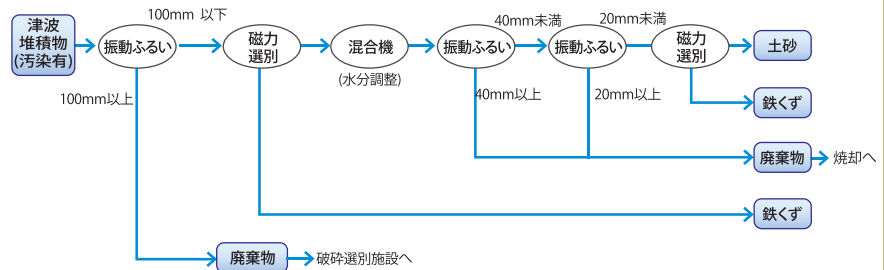 津波
堆積物
(汚染有)
振動ふるい
100mm 以下
磁力
選別
混合機
(水分調整)
振動ふるい
40mm未満
振動ふるい
20mm未満
磁力
選別
土砂
鉄くず
100mm以上
40mm以上
20mm以上
廃棄物
焼却へ
鉄くず
廃棄物
破砕選別施設へ